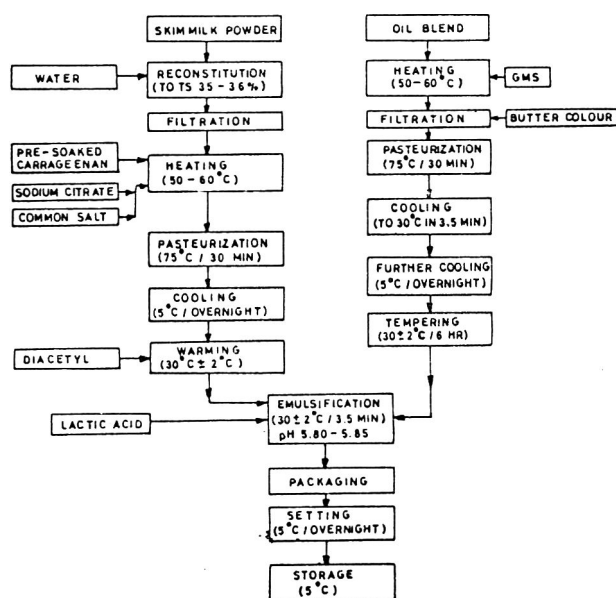 SKIM MILK POWDER
WATER
RECONSTITUTION
(TO TS 35-36%)
FILTRATION
PRE-SOAKED
CARRAGEENAN
SODIUM CITRATE
COMMON SALT
HEATING
(50-60°C)
PASTEURIZATION
(75°C / 30 MIN)
COOLING
(5°C/OVERNIGHT)
DIACETYL
WARMING
(30°C ± 2°C)
OIL BLEND
HEATING
(50-60°C)
GMS
FILTRATION
BUTTER COLOUR
PASTEURIZATION
(75°C / 30 MIN)
COOLING
(TO 30°C IN 3.5 MIN)
FURTHER COOLING
(5°C/OVERNIGHT)
TEMPERING
(30±2°C/6 HR)
LACTIC ACID
EMULSIFICATION
(30±2°C/3.5 MIN)
pH 5.80-5.85
PACKAGING
SETTING
(5°C/OVERNIGHT)
STORAGE
(5°C)